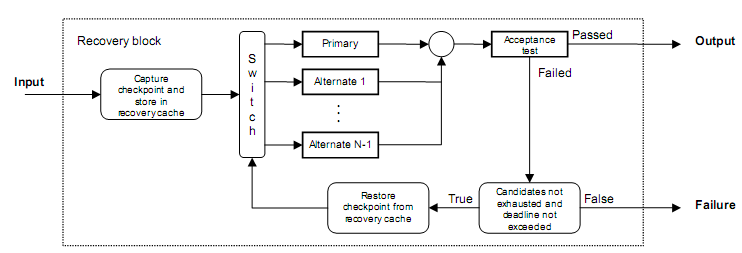 Recovery block
Input
Capture
checkpoint and
store in
recovery cache
S
w
i
t
c
h
Primary
Alternate 1
Alternate N-1
Acceptance
test
Passed
Output
Failed
Restore
checkpoint from
recovery cache
True
Candidates not
exhausted and
deadline not
exceeded
False
Failure